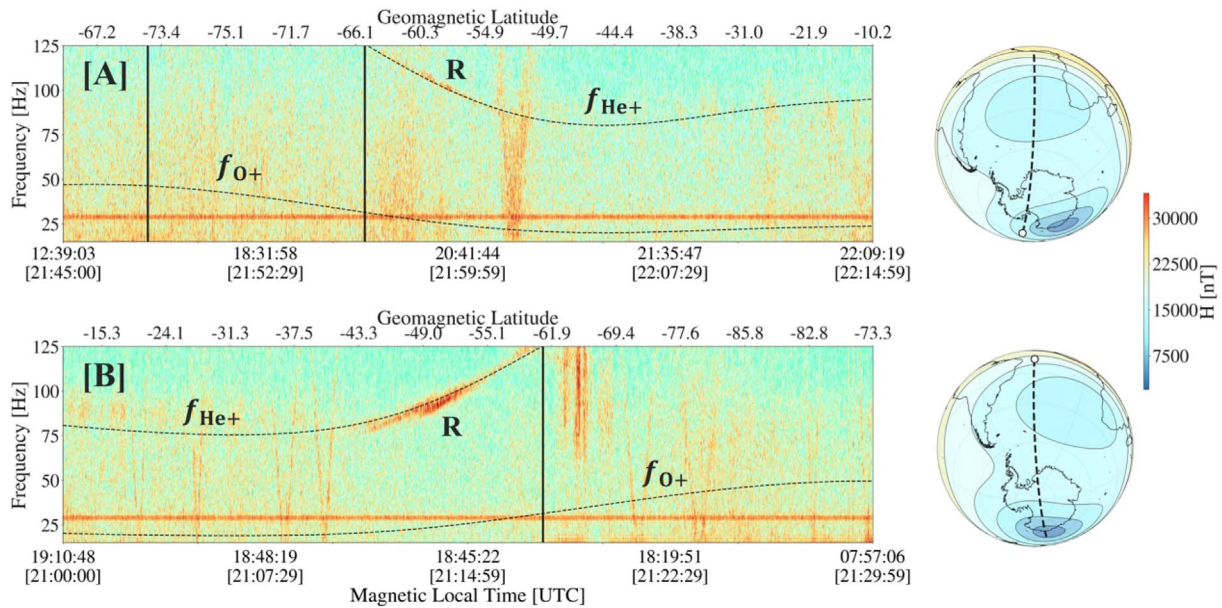 Geomagnetic Latitude
-67.2 -73.4 -75.1 -71.7 -66.1 -60.3 -54.9 -49.7 -44.4 -38.3 -31.0 -21.9 -10.2
125
100
75
50
25
Frequency [Hz]
[A]
R
fHe+
fO+
12:39:03 18:31:58 20:41:44 21:35:47 22:09:19
[21:45:00] [21:52:29] [21:59:59] [22:07:29] [22:14:59]
Geomagnetic Latitude
-15.3 -24.1 -31.3 -37.5 -43.3 -49.0 -55.1 -61.9 -69.4 -77.6 -85.8 -82.8 -73.3
125
100
75
50
25
Frequency [Hz]
[B]
fHe+
R
fO+
19:10:48 18:48:19 18:45:22 18:19:51 07:57:06
[21:00:00] [21:07:29] [21:14:59] [21:22:29] [21:29:59]
Magnetic Local Time [UTC]
30000
22500
15000
7500
H [nT]